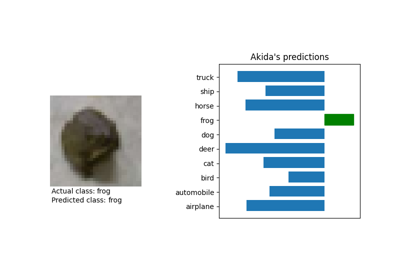 Akida's predictions
truck
ship
horse
frog
dog
deer
cat
bird
automobile
airplane
Actual class: frog
Predicted class: frog